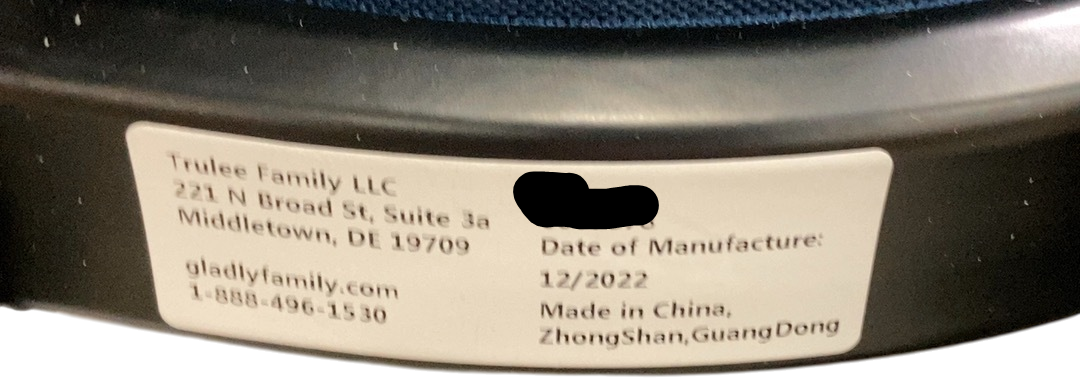 Trulee Family LLC
221 N Broad St, Suite 3a
Middletown, DE 19709
gladlyfamily.com
1-888-496-1530
Date of Manufacture:
12/2022
Made in China,
ZhongShan,GuangDong